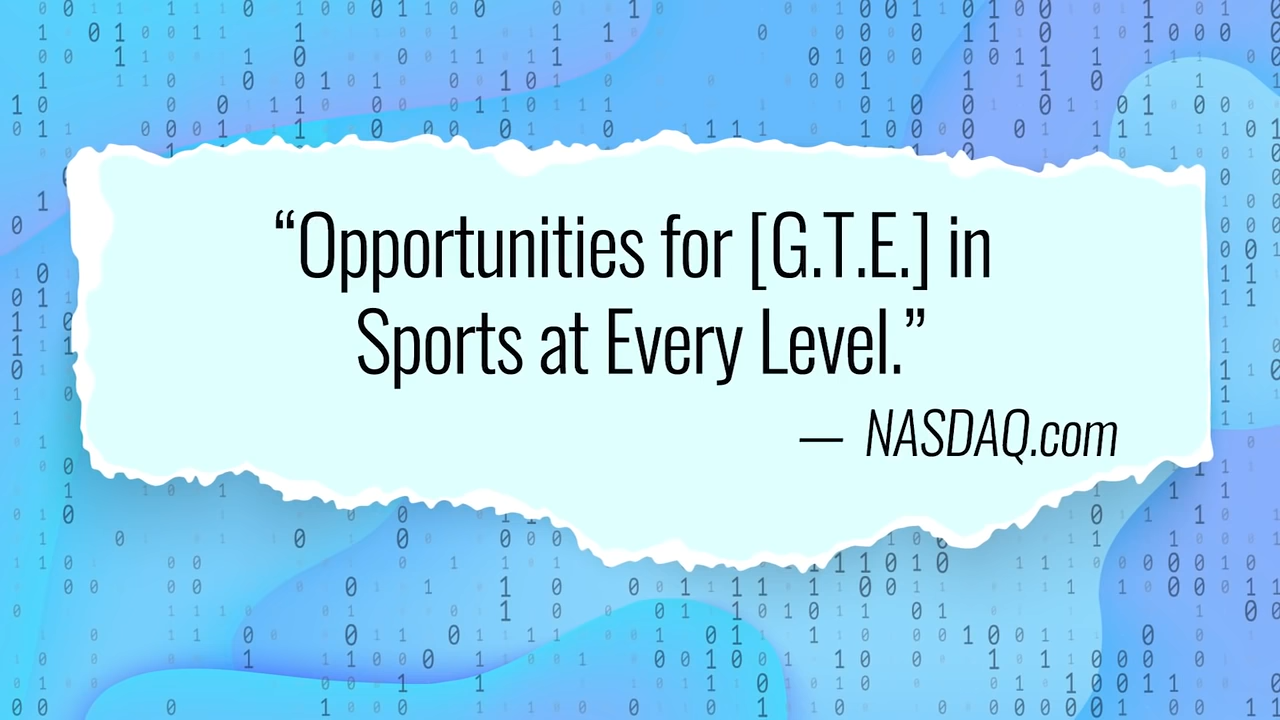 “Opportunities for [G.T.E.] in
Sports at Every Level.”
— NASDAQ.com